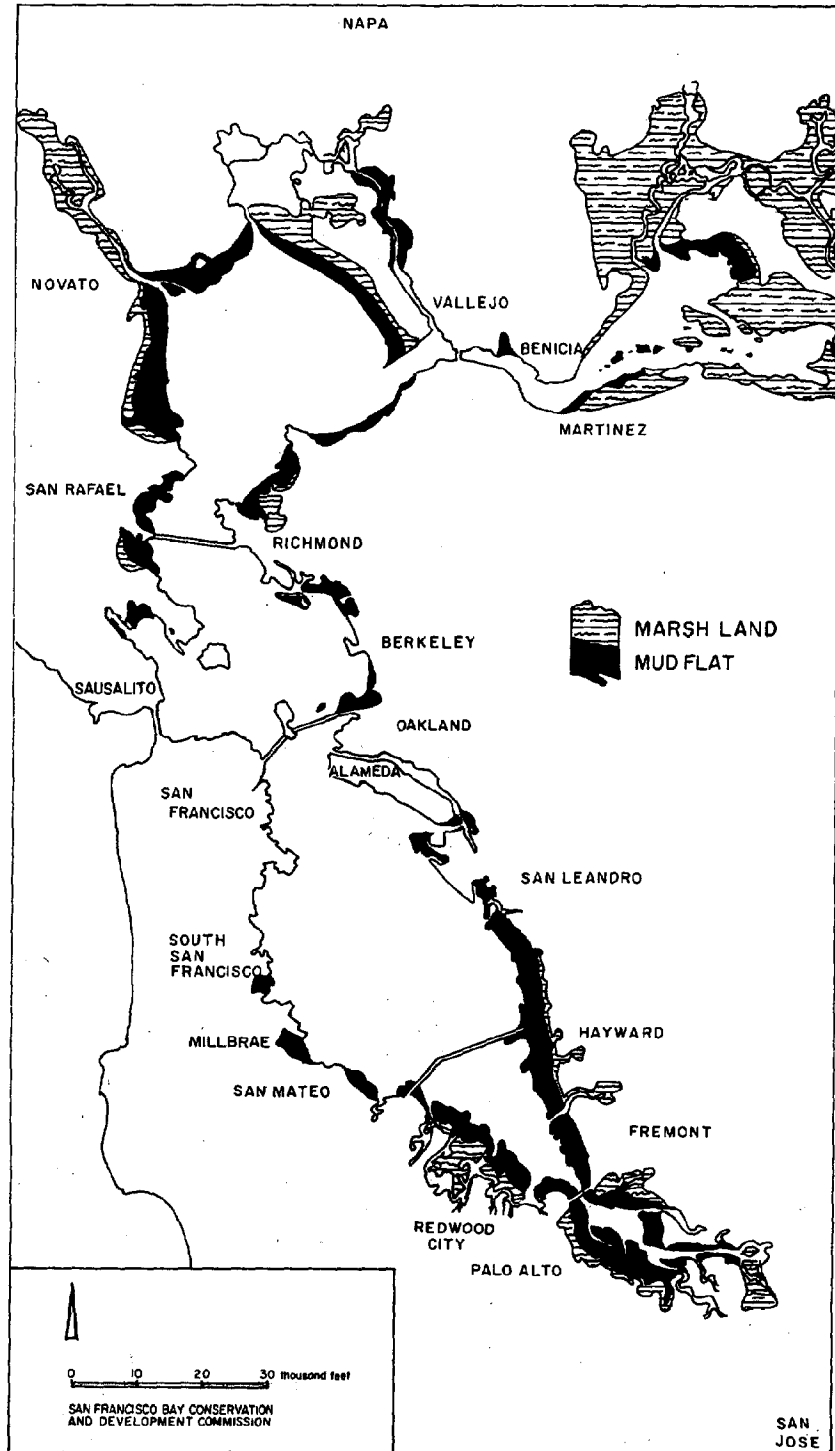 NAPA
NOVATO
VALLEJO
BENICIA
MARTINEZ
SAN RAFAEL
RICHMOND
MARSH LAND
MUD FLAT
BERKELEY
SAUSALITO
OAKLAND
ALAMEDA
SAN
FRANCISCO
SAN LEANDRO
SOUTH
SAN
FRANCISCO
MILLBRAE
HAYWARD
SAN MATEO
FREMONT
REDWOOD
CITY
PALO ALTO
0 10 20 30 thousand feet
SAN FRANCISCO BAY CONSERVATION
AND DEVELOPMENT COMMISSION
SAN
JOSE